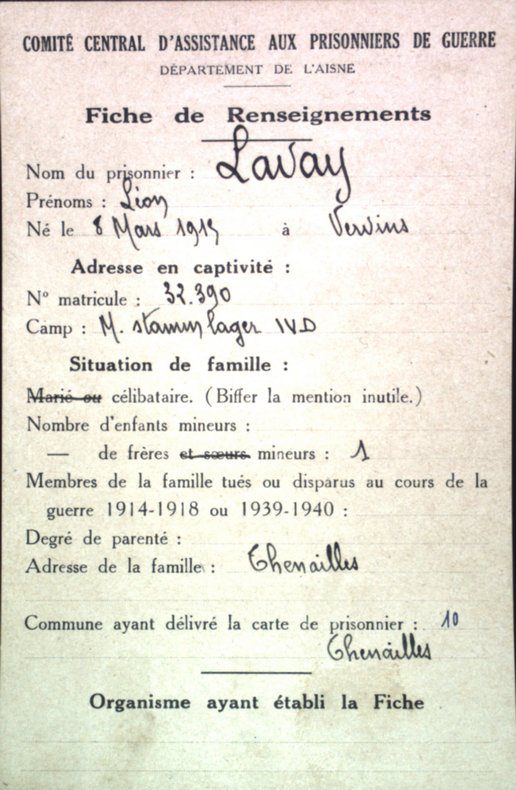 COMITÉ CENTRAL D'ASSISTANCE AUX PRISONNIERS DE GUERRE
DÉPARTEMENT DE L'AISNE
Fiche de Renseignements
Nom du prisonnier : Lavay
Prénoms : Léon
Né le 8 Mars 1915 à Vervins
Adresse en captivité :
N° matricule : 32.390
Camp : M. stammlager IVD
Situation de famille :
Marié ou célibataire. (Biffer la mention inutile.)
Nombre d'enfants mineurs :
— de frères et sœurs mineurs : 1
Membres de la famille tués ou disparus au cours de la
guerre 1914-1918 ou 1939-1940 :
Degré de parenté :
Adresse de la famille : Thenailles
Commune ayant délivré la carte de prisonnier : 10
Thenailles
Organisme ayant établi la Fiche